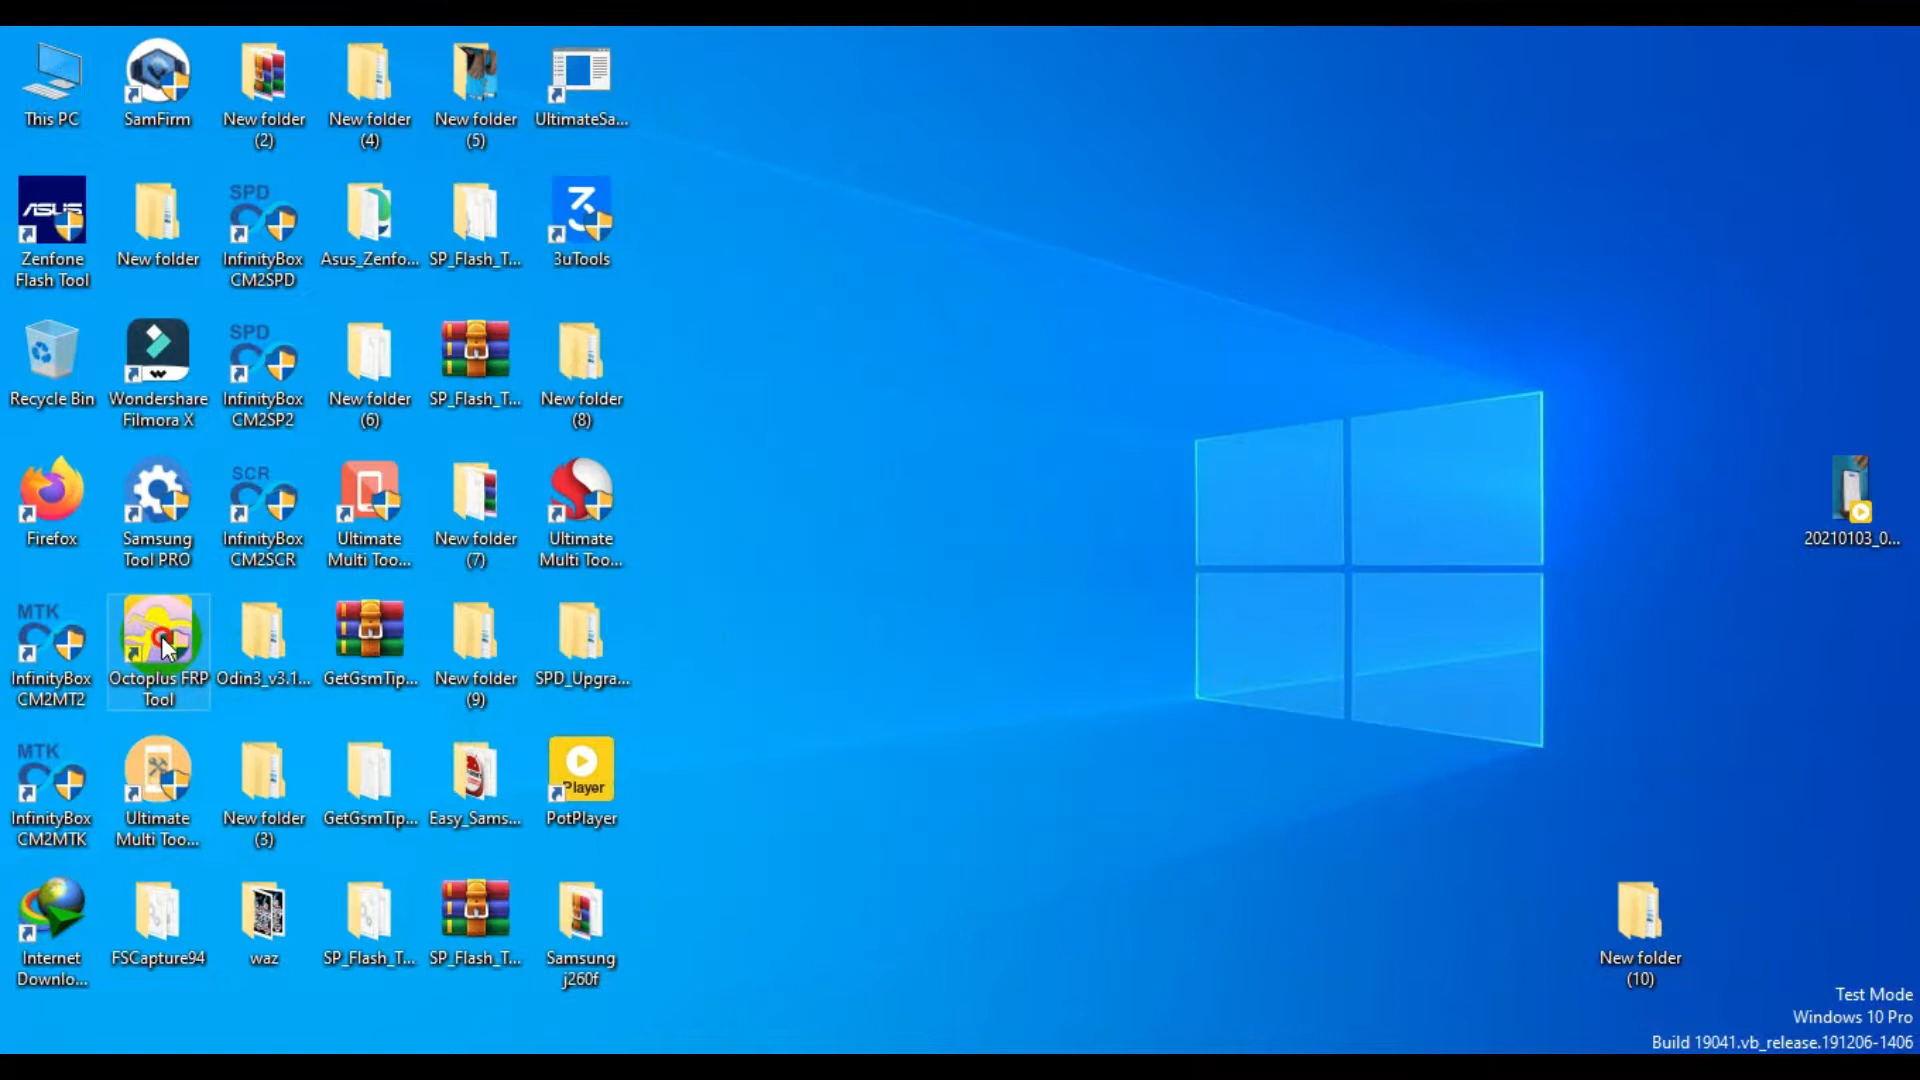 This PC
SamFirm
New folder
(2)
New folder
(4)
New folder
(5)
UltimateSa...
ASUS
Zenfone
Flash Tool
New folder
SPD
InfinityBox
CM2SPD
Asus_Zenfo...
SP_Flash_T...
3uTools
Recycle Bin
Wondershare
Filmora X
SPD
InfinityBox
CM2SP2
New folder
(6)
SP_Flash_T...
New folder
(8)
Firefox
Samsung
Tool PRO
SCR
InfinityBox
CM2SCR
Ultimate
Multi Too...
New folder
(7)
Ultimate
Multi Too...
20210103_0...
MTK
InfinityBox
CM2MT2
Octoplus FRP
Tool
Odin3_v3.1...
GetGsmTip...
New folder
(9)
SPD_Upgra...
MTK
InfinityBox
CM2MTK
Ultimate
Multi Too...
New folder
(3)
GetGsmTip...
Easy_Sams...
Player
PotPlayer
Internet
Downlo...
FSCapture94
waz
SP_Flash_T...
SP_Flash_T...
Samsung
j260f
New folder
(10)
Test Mode
Windows 10 Pro
Build 19041.vb_release.191206-1406